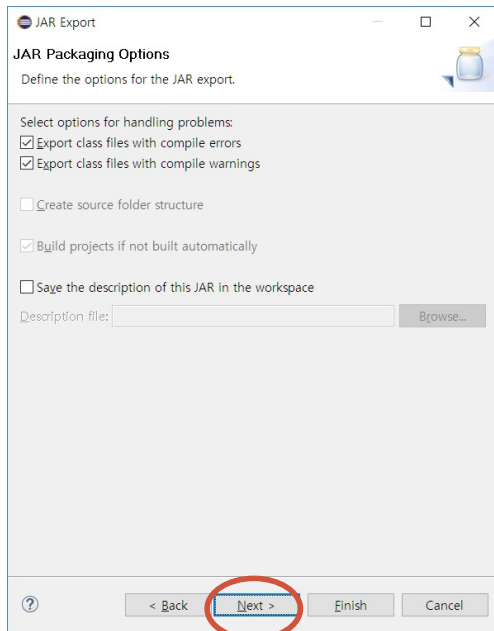 JAR Export
JAR Packaging Options
Define the options for the JAR export.
Select options for handling problems:
Export class files with compile errors
Export class files with compile warnings
Create source folder structure
Build projects if not built automatically
Save the description of this JAR in the workspace
Description file:
Browse...
?
< Back
Next >
Finish
Cancel